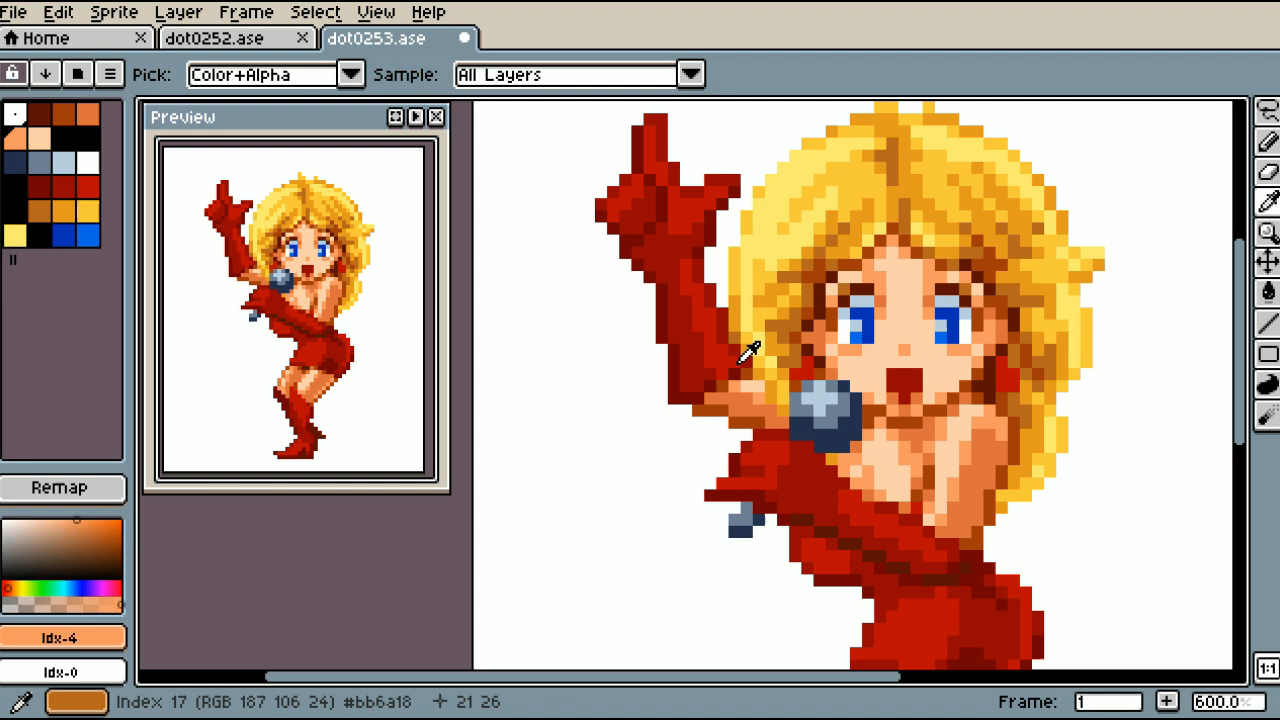 File Edit Sprite Layer Frame Select View Help
Home dot0252.ase dot0253.ase
Pick: Color+Alpha Sample: All Layers
Preview
Remap
Idx-4
Idx-0
1:1
Index 17 (RGB 187 106 24) #bb6a18 21 26 Frame: 1 600.0%